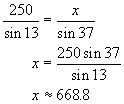 250/sin 13 = x/sin 37
x = 250 sin 37/sin 13
x ≈ 668.8